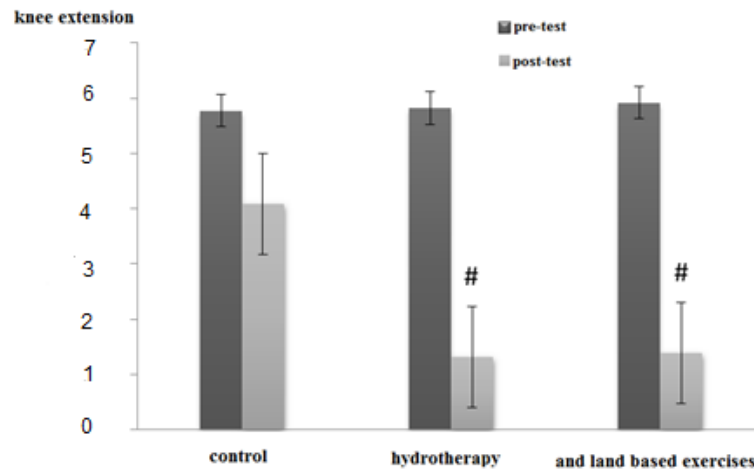 knee extension
pre-test
post-test
7
6
5
4
3
2
1
0
#
#
control
hydrotherapy
and land based exercises